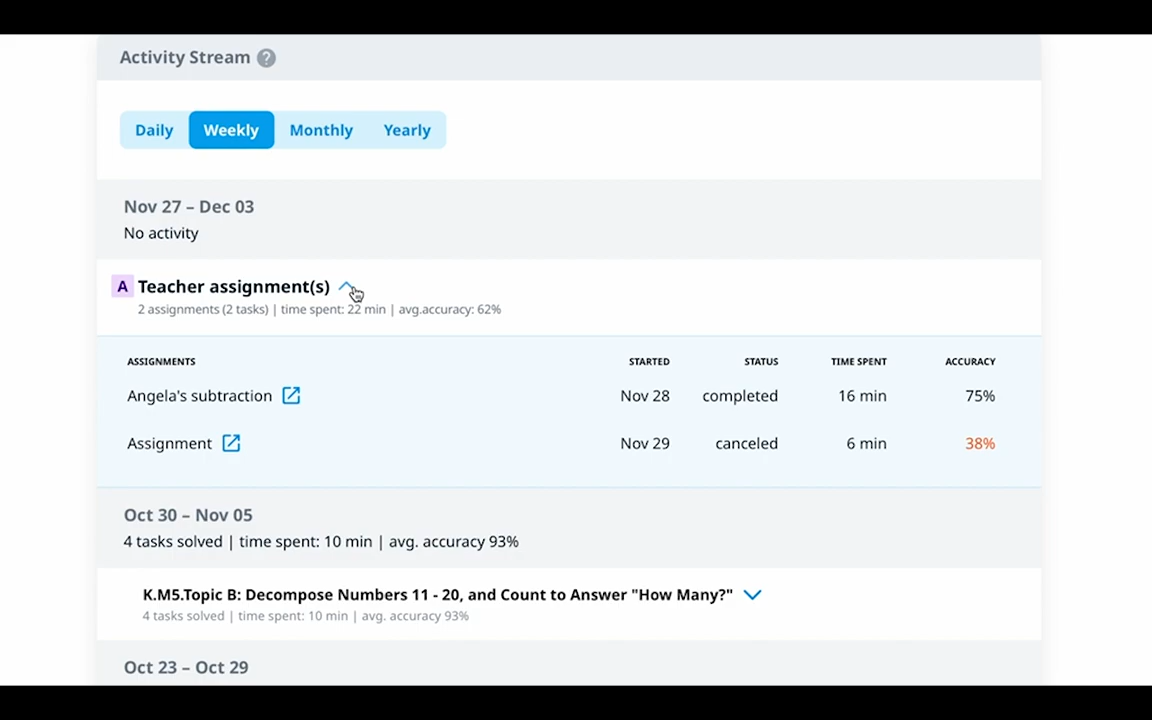 Activity Stream ?
Daily Weekly Monthly Yearly
Nov 27 – Dec 03
No activity
A Teacher assignment(s)
2 assignments (2 tasks) | time spent: 22 min | avg.accuracy: 62%
ASSIGNMENTS STARTED STATUS TIME SPENT ACCURACY
Angela's subtraction Nov 28 completed 16 min 75%
Assignment Nov 29 canceled 6 min 38%
Oct 30 – Nov 05
4 tasks solved | time spent: 10 min | avg. accuracy 93%
K.M5.Topic B: Decompose Numbers 11 - 20, and Count to Answer "How Many?"
4 tasks solved | time spent: 10 min | avg. accuracy 93%
Oct 23 – Oct 29